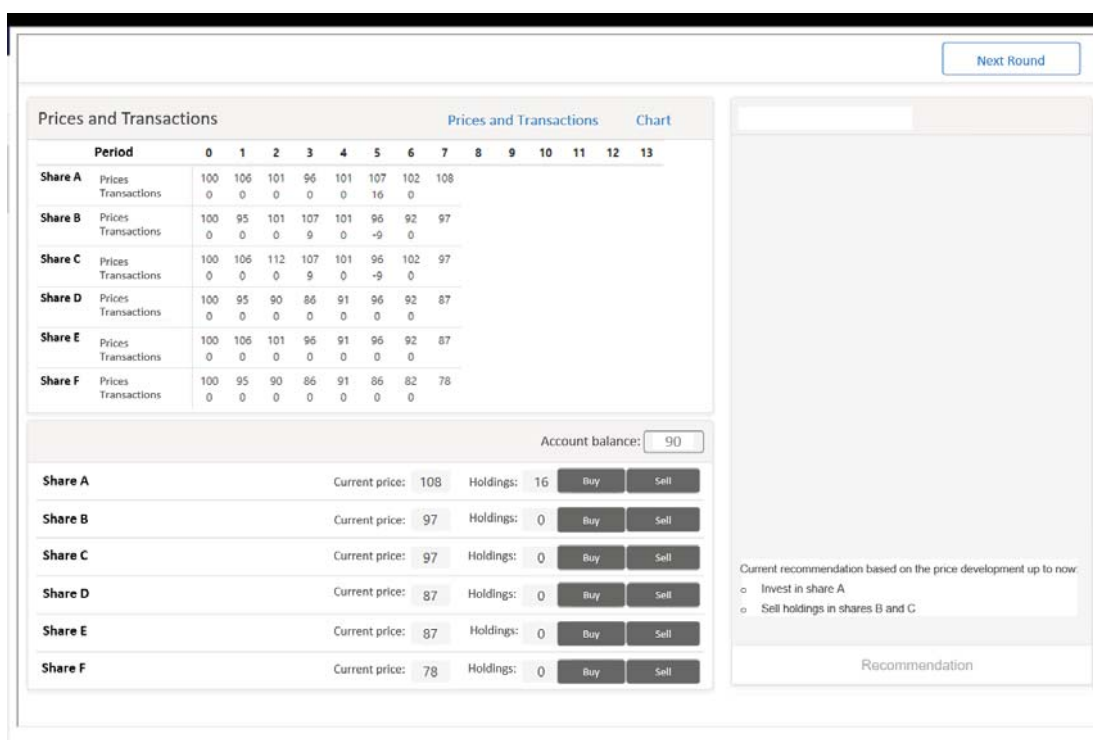 Next Round
Prices and Transactions Prices and Transactions Chart
Period 0 1 2 3 4 5 6 7 8 9 10 11 12 13
Share A Prices 100 106 101 96 101 107 102 108
Transactions 0 0 0 0 0 16 0
Share B Prices 100 95 101 107 101 96 92 97
Transactions 0 0 0 9 0 -9 0
Share C Prices 100 106 112 107 101 96 102 97
Transactions 0 0 0 9 0 -9 0
Share D Prices 100 95 90 86 91 96 92 87
Transactions 0 0 0 0 0 0 0
Share E Prices 100 106 101 96 91 96 92 87
Transactions 0 0 0 0 0 0 0
Share F Prices 100 95 90 86 91 86 82 78
Transactions 0 0 0 0 0 0 0
Account balance: 90
Share A Current price: 108 Holdings: 16 Buy Sell
Share B Current price: 97 Holdings: 0 Buy Sell
Share C Current price: 97 Holdings: 0 Buy Sell
Share D Current price: 87 Holdings: 0 Buy Sell
Share E Current price: 87 Holdings: 0 Buy Sell
Share F Current price: 78 Holdings: 0 Buy Sell
Current recommendation based on the price development up to now:
o Invest in share A
o Sell holdings in shares B and C
Recommendation